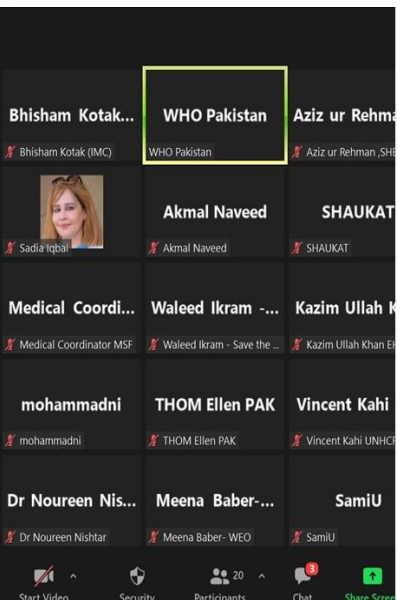 Bhisham Kotak...
WHO Pakistan
Aziz ur Rehma
Bhisham Kotak (IMC)
WHO Pakistan
Aziz ur Rehman ,SHE
Akmal Naveed
SHAUKAT
Sadia Iqbal
Akmal Naveed
SHAUKAT
Medical Coordi...
Waleed Ikram -...
Kazim Ullah K
Medical Coordinator MSF
Waleed Ikram - Save the ...
Kazim Ullah Khan EH
mohammadni
THOM Ellen PAK
Vincent Kahi
mohammadni
THOM Ellen PAK
Vincent Kahi UNHCR
Dr Noureen Nis...
Meena Baber-...
SamiU
Dr Noureen Nishtar
Meena Baber- WEO
SamiU
20
3
Start Video
Security
Participants
Chat
Share Scree